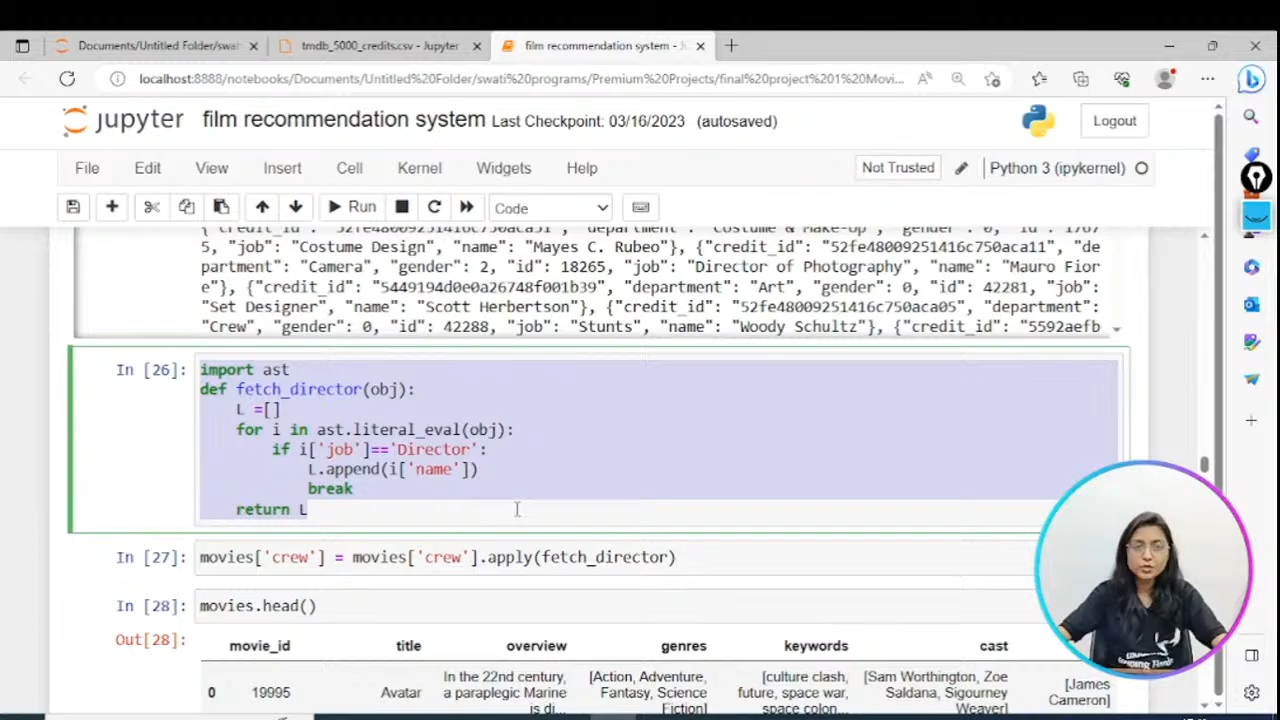 Documents/Untitled Folder/swat
tmdb_5000_credits.csv - Jupyter
film recommendation system - J
localhost:8888/notebooks/Documents/Untitled%20Folder/swati%20programs/Premium%20Projects/final%20project%201%20Movi...
jupyter film recommendation system Last Checkpoint: 03/16/2023 (autosaved)
Logout
File Edit View Insert Cell Kernel Widgets Help
Not Trusted
Python 3 (ipykernel)
Run
Code
5, "job": "Costume Design", "name": "Mayes C. Rubeo"}, {"credit_id": "52fe48009251416c750aca11", "de
partment": "Camera", "gender": 2, "id": 18265, "job": "Director of Photography", "name": "Mauro Fior
e"}, {"credit_id": "5449194d0e0a26748f001b39", "department": "Art", "gender": 0, "id": 42281, "job":
"Set Designer", "name": "Scott Herbertson"}, {"credit_id": "52fe48009251416c750aca05", "department":
"Crew", "gender": 0, "id": 42288, "job": "Stunts", "name": "Woody Schultz"}, {"credit_id": "5592aefb
In [26]:
import ast
def fetch_director(obj):
L =[]
for i in ast.literal_eval(obj):
if i['job']=='Director':
L.append(i['name'])
break
return L
In [27]: movies['crew'] = movies['crew'].apply(fetch_director)
In [28]: movies.head()
Out[28]:
movie_id title overview genres keywords cast
0 19995 Avatar
In the 22nd century,
a paraplegic Marine
is di...
[Action, Adventure,
Fantasy, Science
Fiction]
[culture clash,
future, space war,
space colon...
[Sam Worthington, Zoe
Saldana, Sigourney
Weaver]
[James
Cameron]